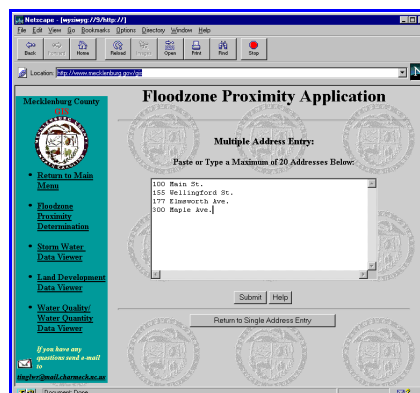 Netscape - [wysiwyg://9/http://]
File Edit View Go Bookmarks Options Directory Window Help
Back Forward Home Reload Images Open Print Find Stop
Location: http://www.mecklenburg.gov/gis
Mecklenburg County
GIS
Return to Main
Menu
Floodzone
Proximity
Determination
Storm Water
Data Viewer
Land Development
Data Viewer
Water Quality/
Water Quantity
Data Viewer
If you have any
questions send e-mail
to
Floodzone Proximity Application
Multiple Address Entry:
Paste or Type a Maximum of 20 Addresses Below:
100 Main St.
155 Wellingford St.
177 Elmsworth Ave.
300 Maple Ave.
Submit Help
Return to Single Address Entry
Document: Done